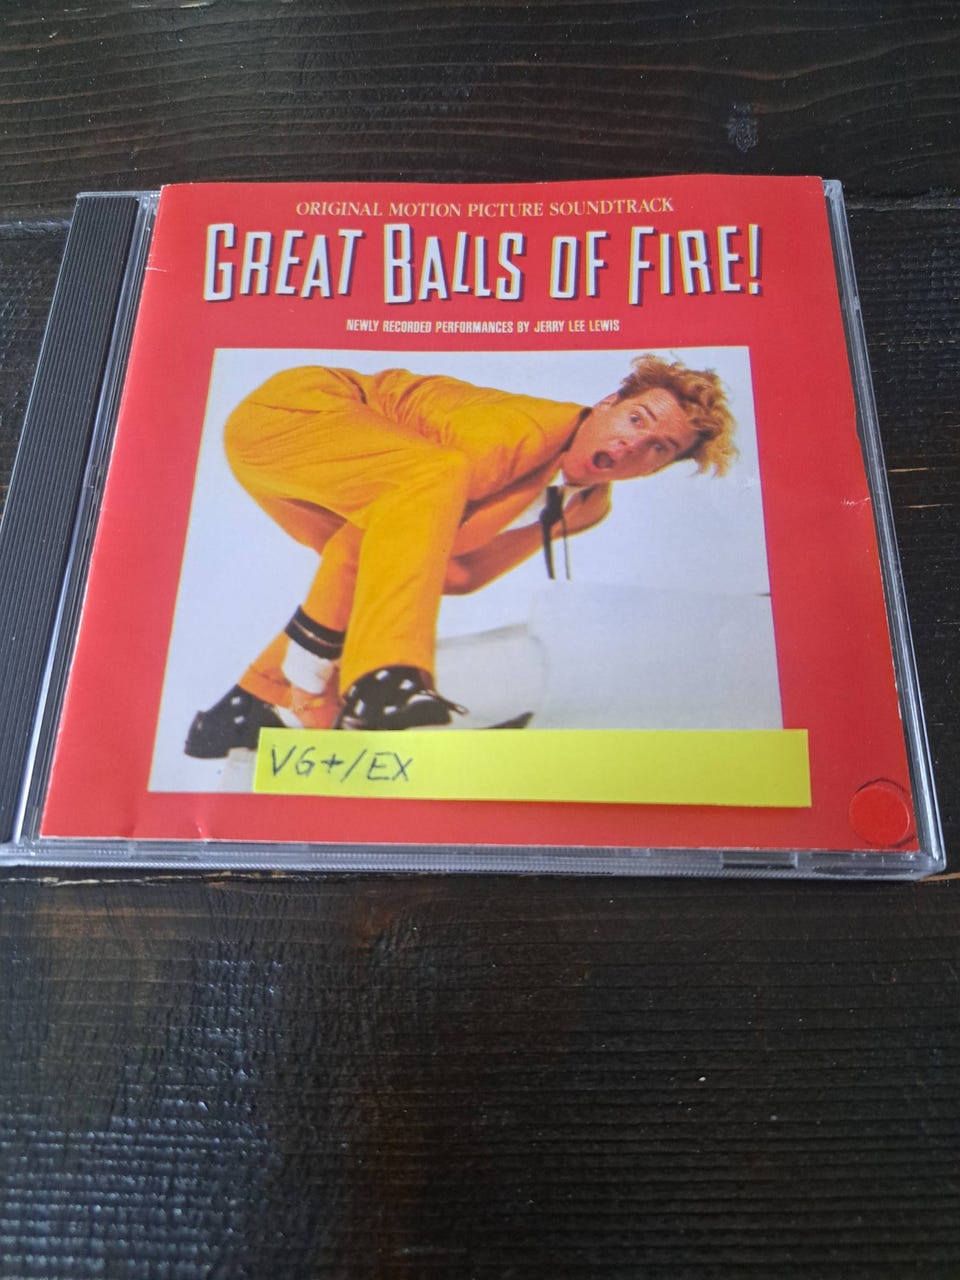 ORIGINAL MOTION PICTURE SOUNDTRACK
GREAT BALLS OF FIRE!
NEWLY RECORDED PERFORMANCES BY JERRY LEE LEWIS
VG+/EX